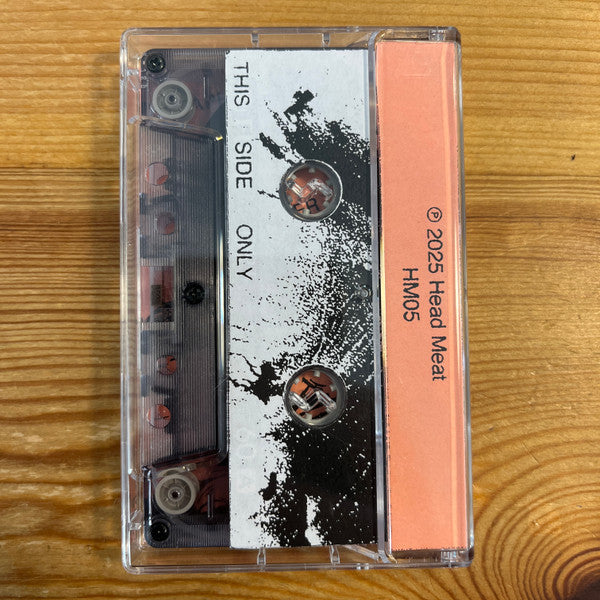 THIS SIDE ONLY
℗ 2025 Head Meat
HM05